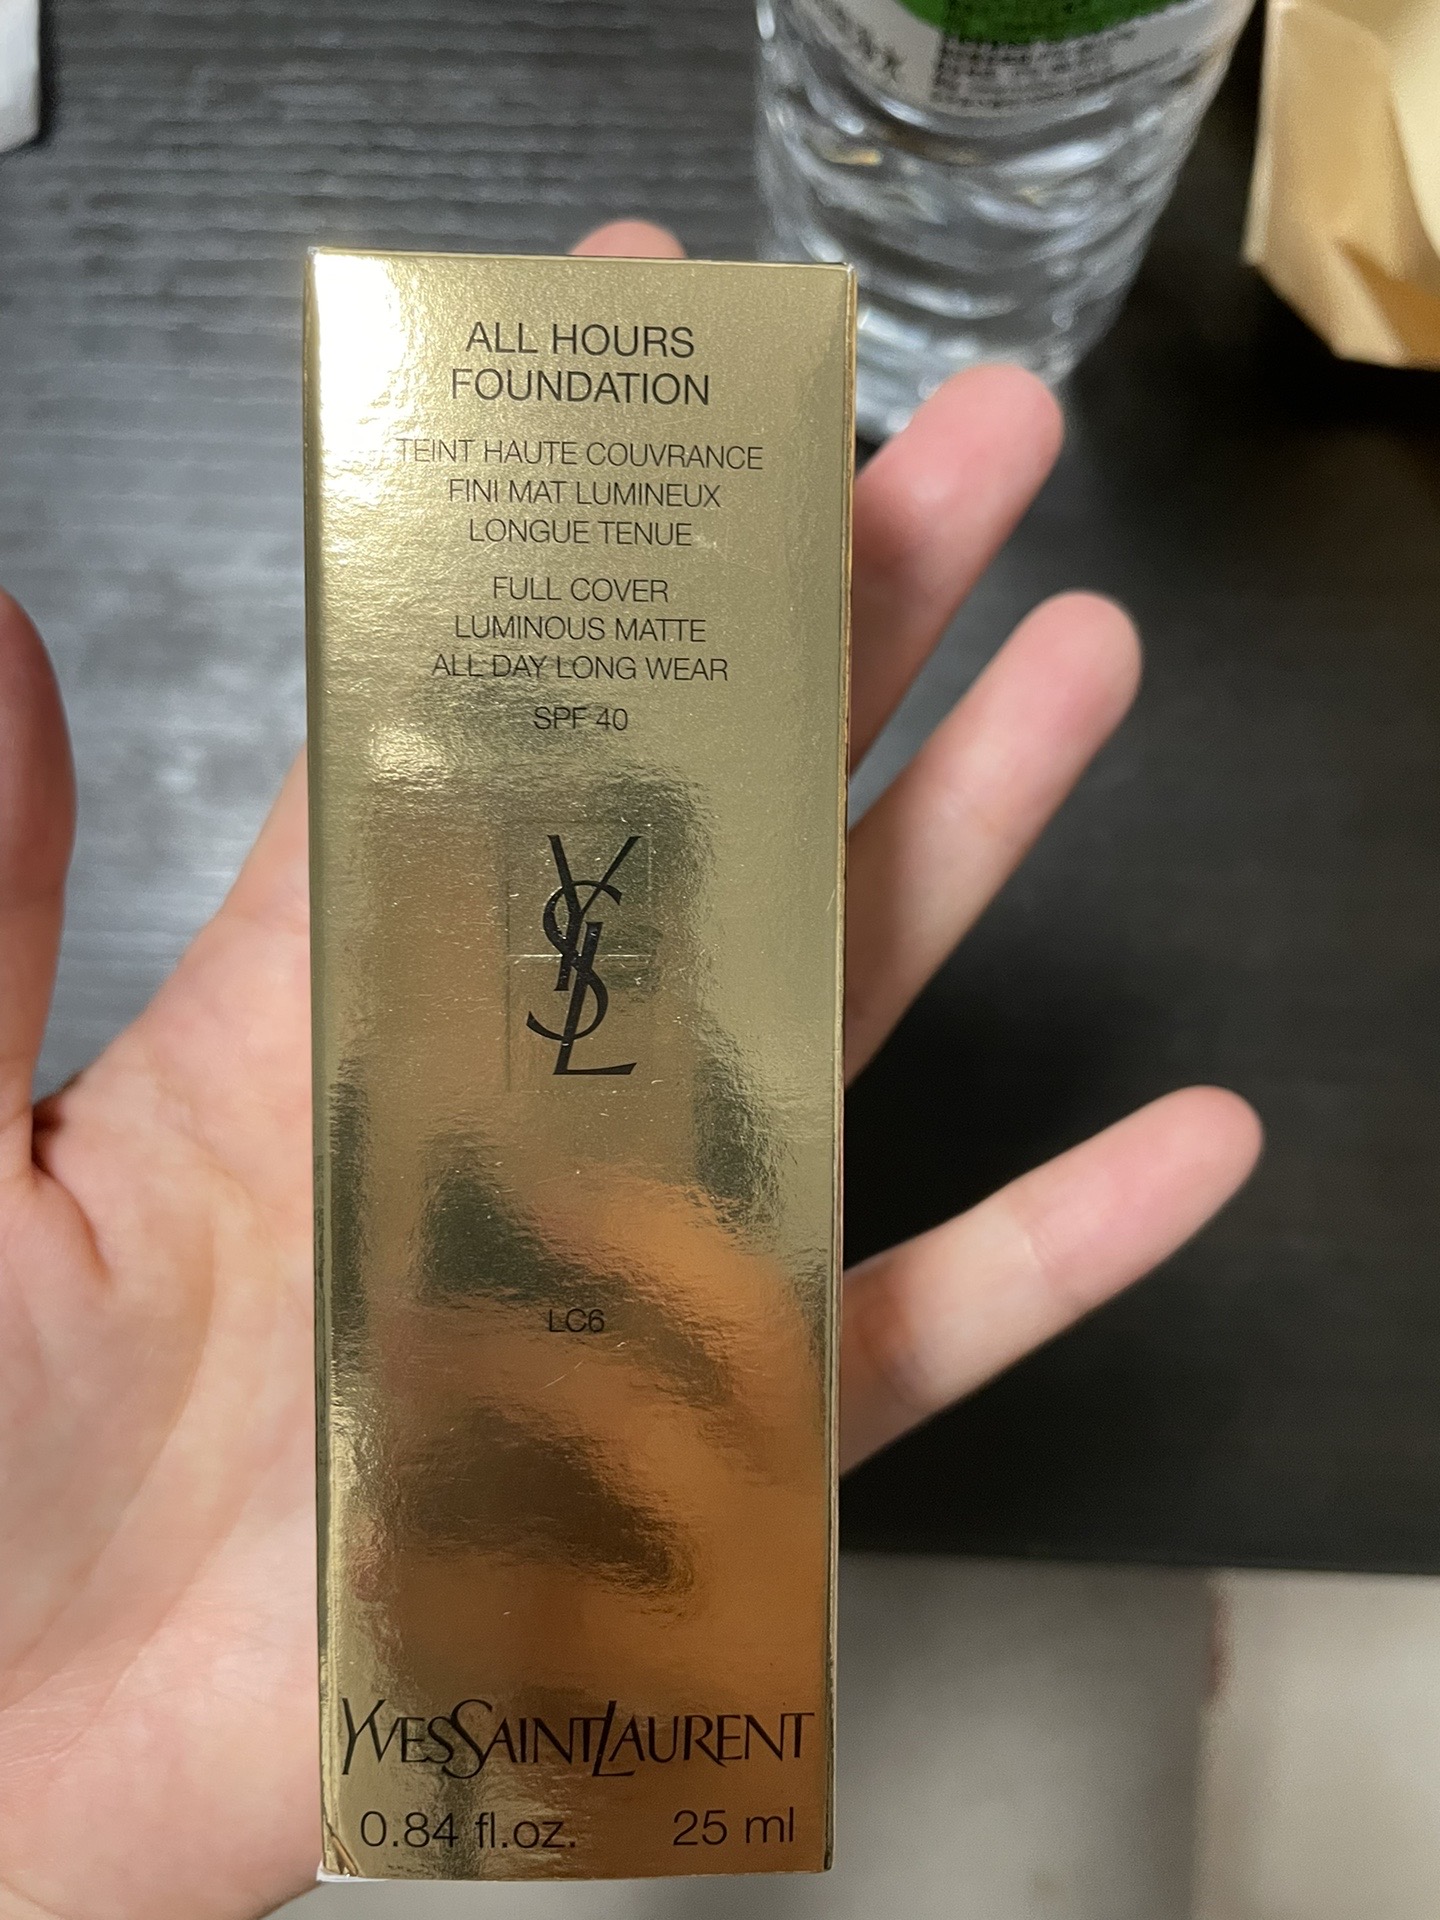 ALL HOURS
FOUNDATION
TEINT HAUTE COUVRANCE
FINI MAT LUMINEUX
LONGUE TENUE
FULL COVER
LUMINOUS MATTE
ALL DAY LONG WEAR
SPF 40
YSL
LC6
YVESSAINTLAURENT
0.84 fl.oz. 25 ml